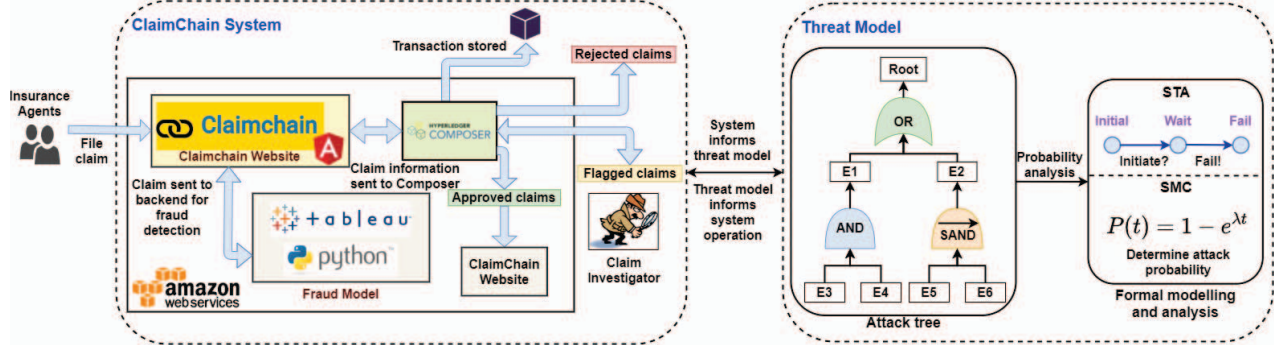 ClaimChain System
Transaction stored
Rejected claims
Insurance
Agents
File
claim
Claimchain
Claimchain Website
A
HYPERLEDGER
COMPOSER
Claim information
sent to Composer
Claim sent to
backend for
fraud
detection
+ a b l e a u
python
Fraud Model
amazon
webservices
Approved claims
ClaimChain
Website
Flagged claims
Claim
Investigator
System
informs
threat model
Threat model
informs
system
operation
Threat Model
Root
OR
E1
E2
AND
SAND
E3
E4
E5
E6
Attack tree
Probability
analysis
STA
Initial
Wait
Fail
Initiate?
Fail!
SMC
P(t) = 1 − e^{λt}
Determine attack
probability
Formal modelling
and analysis